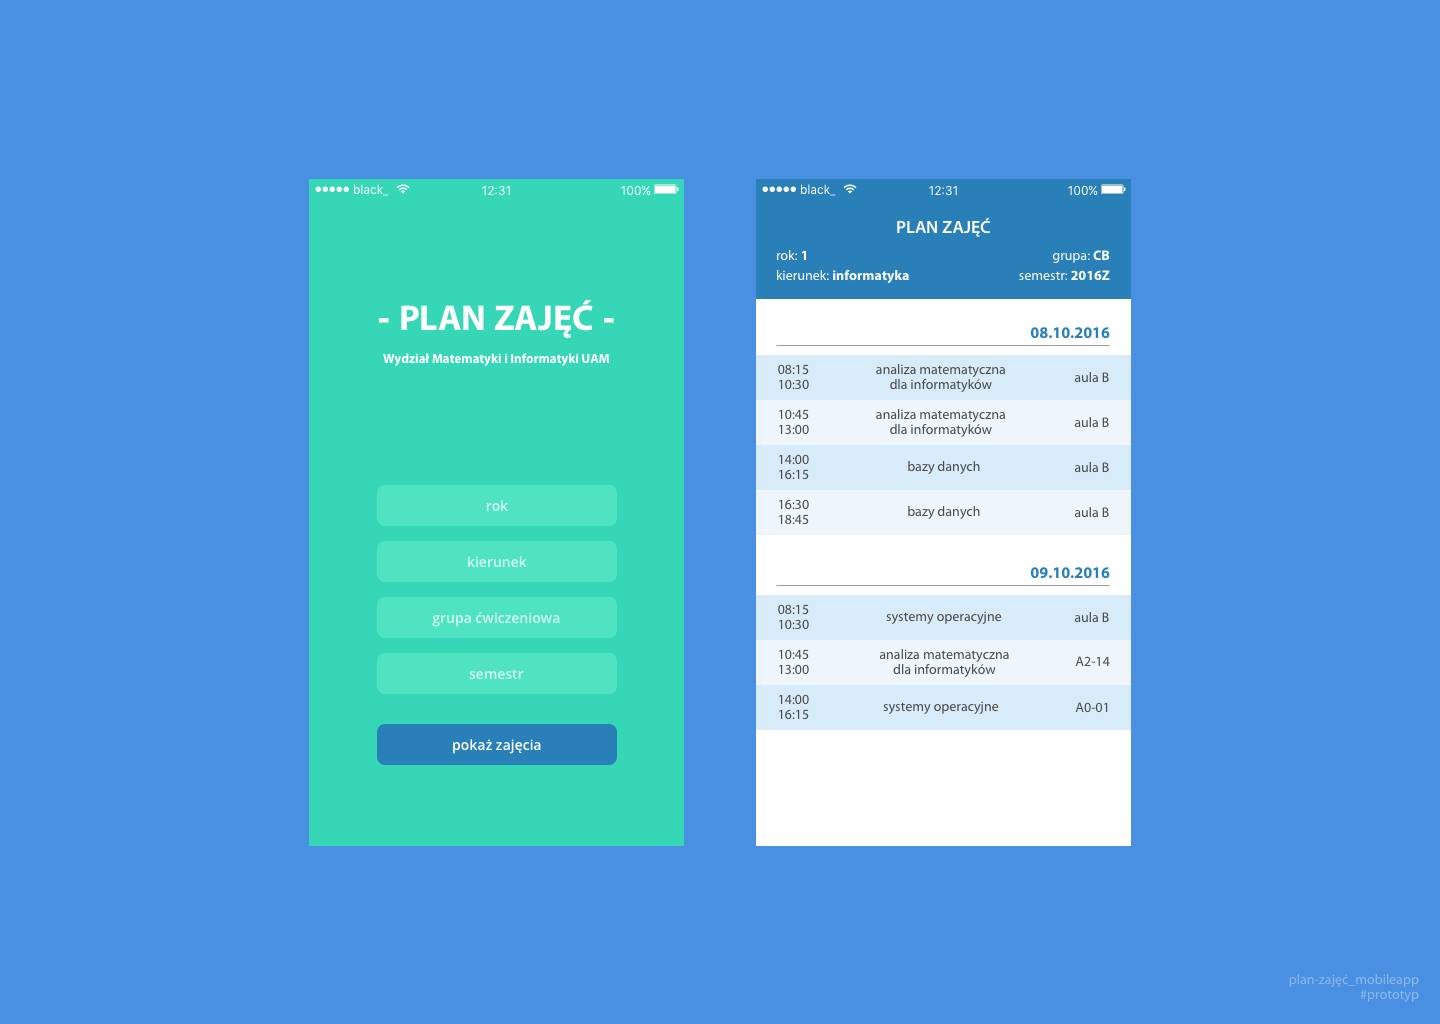 black_ 12:31 100%
- PLAN ZAJĘĆ -
Wydział Matematyki i Informatyki UAM
rok
kierunek
grupa ćwiczeniowa
semestr
pokaż zajęcia
black_ 12:31 100%
PLAN ZAJĘĆ
rok: 1 grupa: CB
kierunek: informatyka semestr: 2016Z
08.10.2016
08:15
10:30
analiza matematyczna
dla informatyków
aula B
10:45
13:00
analiza matematyczna
dla informatyków
aula B
14:00
16:15
bazy danych
aula B
16:30
18:45
bazy danych
aula B
09.10.2016
08:15
10:30
systemy operacyjne
aula B
10:45
13:00
analiza matematyczna
dla informatyków
A2-14
14:00
16:15
systemy operacyjne
A0-01
plan-zajęć_mobileapp
#prototyp